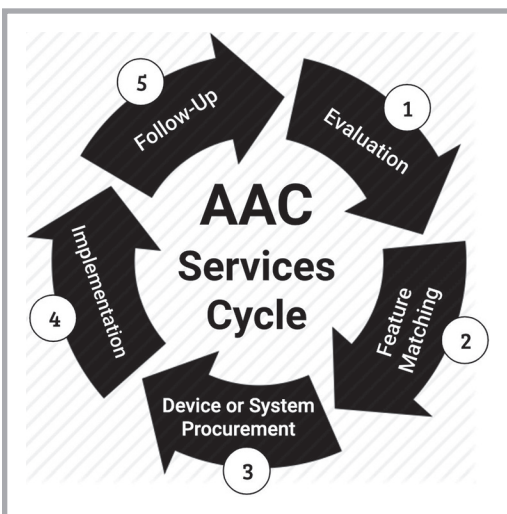 AAC
Services
Cycle
1
Evaluation
2
Feature
Matching
3
Device or System
Procurement
4
Implementation
5
Follow-Up